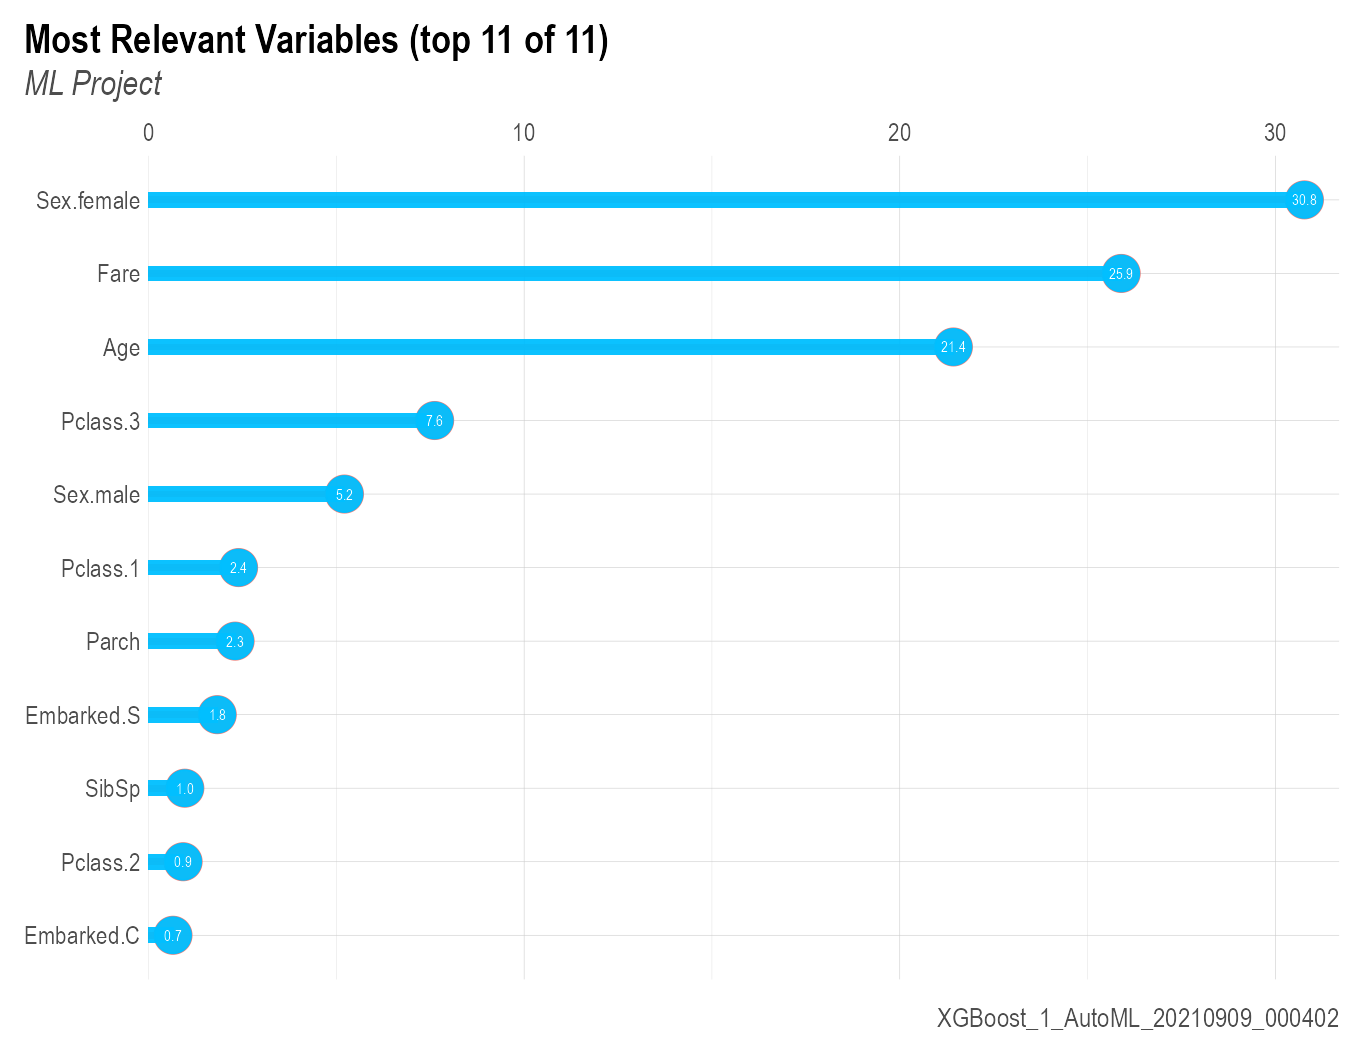 Most Relevant Variables (top 11 of 11)
ML Project
0 10 20 30
Sex.female 30.8
Fare 25.9
Age 21.4
Pclass.3 7.6
Sex.male 5.2
Pclass.1 2.4
Parch 2.3
Embarked.S 1.8
SibSp 1.0
Pclass.2 0.9
Embarked.C 0.7
XGBoost_1_AutoML_20210909_000402